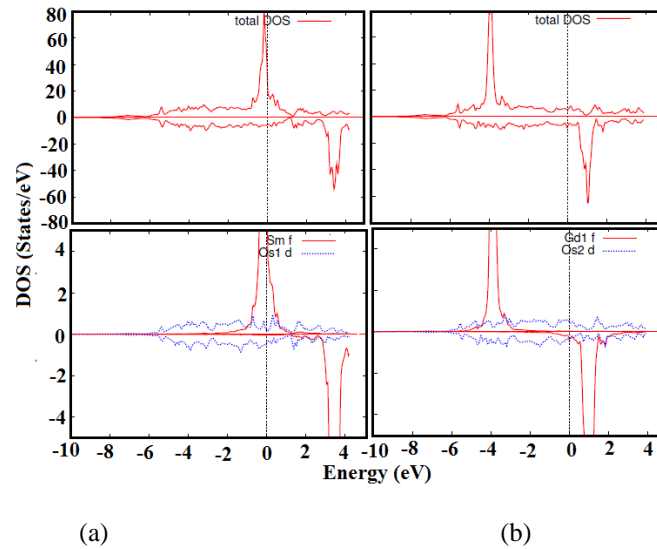 total DOS
80
60
40
20
0
-20
-40
-60
80
total DOS
DOS (States/eV)
Sm f
Os1 d
4
2
0
-2
-4
Gd1 f
Os2 d
-10 -8 -6 -4 -2 0 2 4
-10 -8 -6 -4 -2 0 2 4
Energy (eV)
(a) (b)